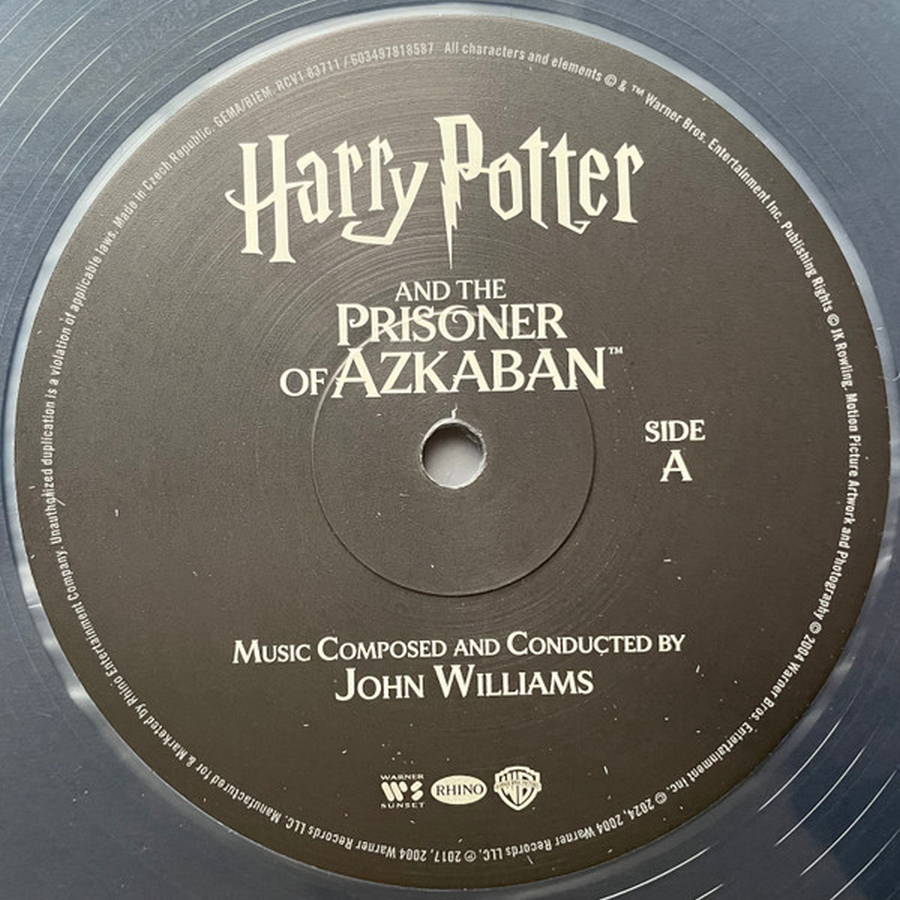 Harry Potter
AND THE
PRISONER
OF AZKABAN™
SIDE
A
MUSIC COMPOSED AND CONDUCTED BY
JOHN WILLIAMS
WARNER
WS
SUNSET
RHINO
WB
All characters and elements © & ™ Warner Bros. Entertainment Inc. Publishing Rights © JK Rowling. Motion Picture Artwork and Photography © 2004 Warner Bros. Entertainment Inc. © 2024, 2004 Warner Records LLC. ℗ 2017, 2004 Warner Records LLC. Manufactured for & Marketed by Rhino Entertainment Company. Unauthorized duplication is a violation of applicable laws. Made in Czech Republic. GEMA/BIEM. RCV1 83711 / 603497818587